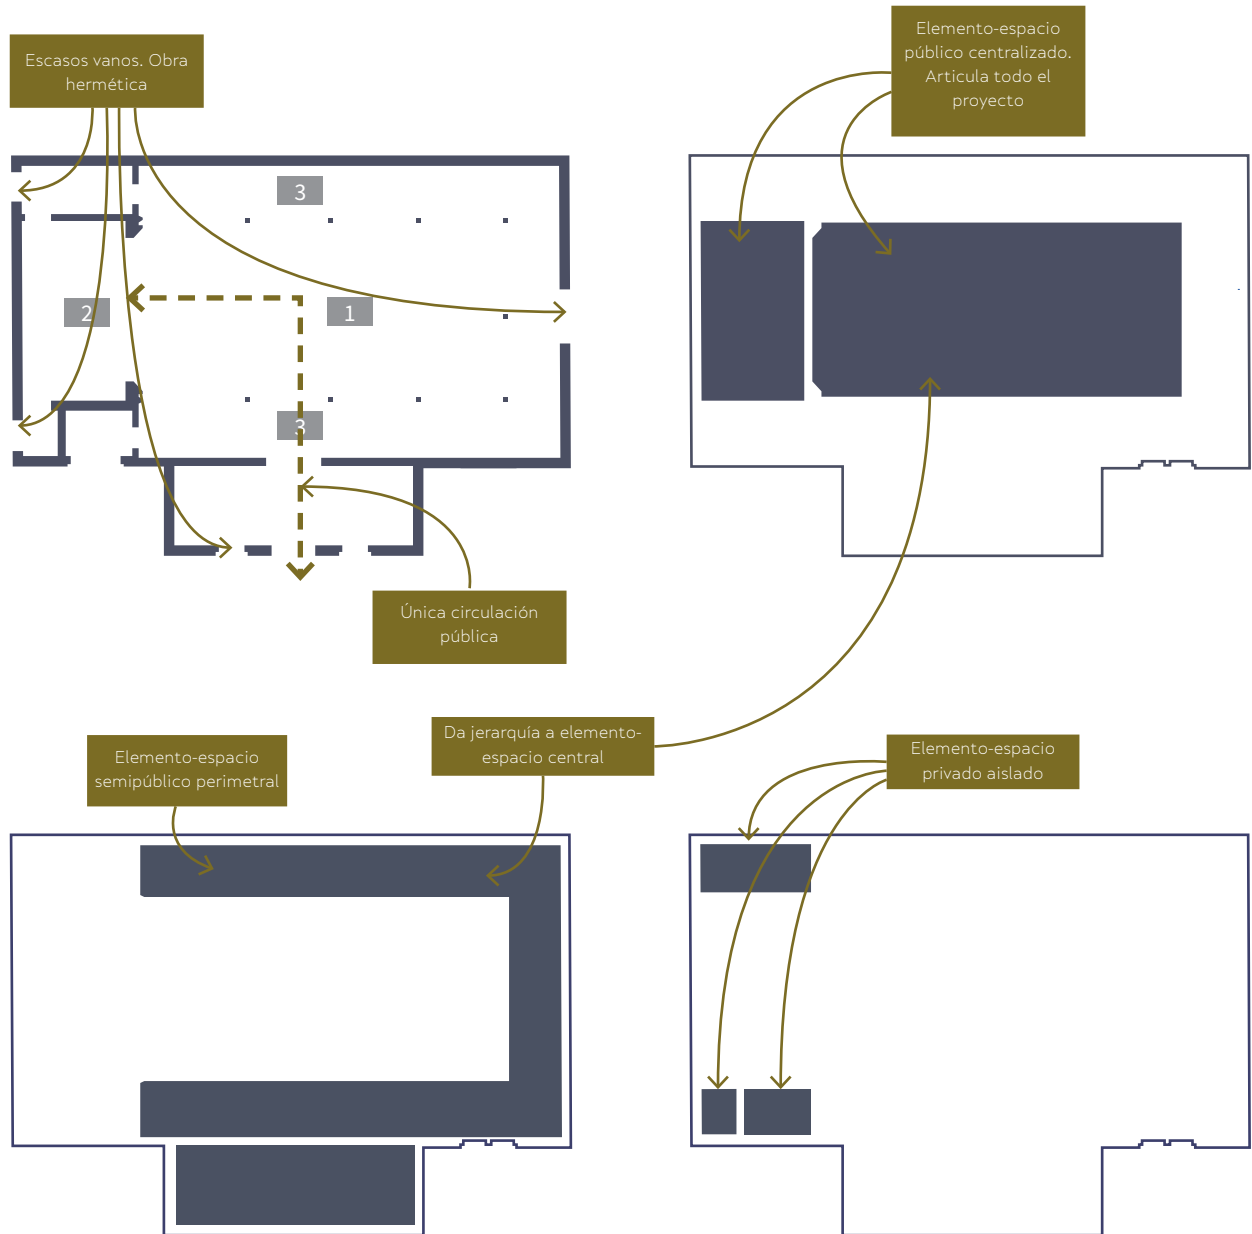 Escasos vanos. Obra
hermética
3
2
1
3
Única circulación
pública
Elemento-espacio
público centralizado.
Articula todo el
proyecto
Elemento-espacio
semipúblico perimetral
Da jerarquía a elemento-
espacio central
Elemento-espacio
privado aislado